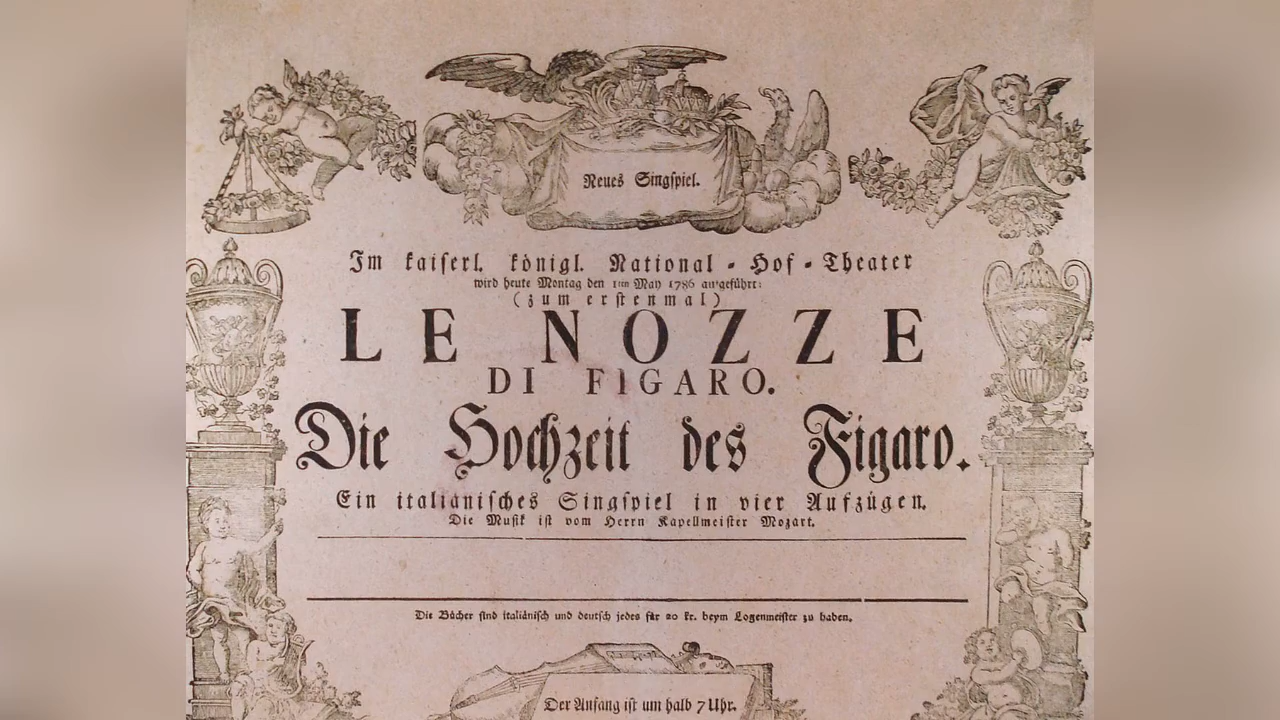 Neues Singspiel.
Im kaiserl. königl. National-Hof-Theater
wird heute Montag den 1ten May 1786 aufgeführt:
(zum erstenmal)
LE NOZZE
DI FIGARO.
Die Hochzeit des Figaro.
Ein italiänisches Singspiel in vier Aufzügen.
Die Musik ist vom Herrn Kapellmeister Mozart.
Die Bücher sind italiänisch und deutsch jedes für 20 kr. beym Logenmeister zu haben.
Der Anfang ist um halb 7 Uhr.